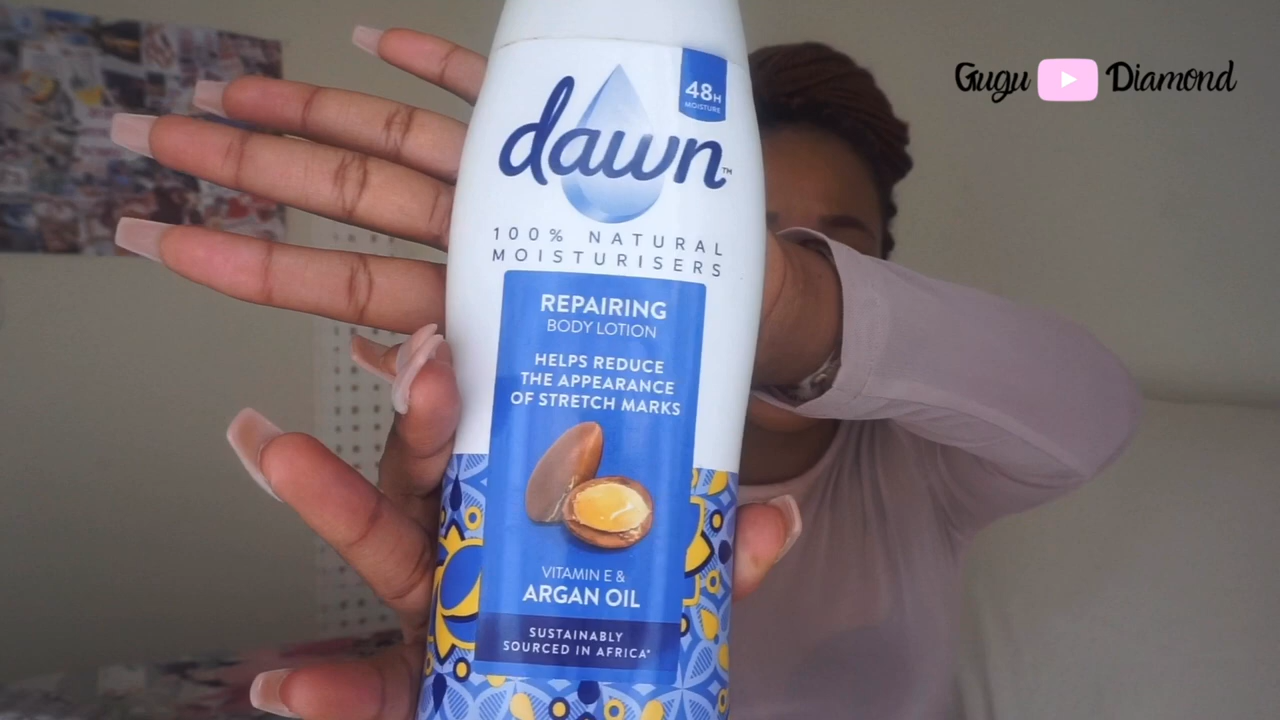 Gugu Diamond
48H
MOISTURE
dawn™
100% NATURAL
MOISTURISERS
REPAIRING
BODY LOTION
HELPS REDUCE
THE APPEARANCE
OF STRETCH MARKS
VITAMIN E &
ARGAN OIL
SUSTAINABLY
SOURCED IN AFRICA*